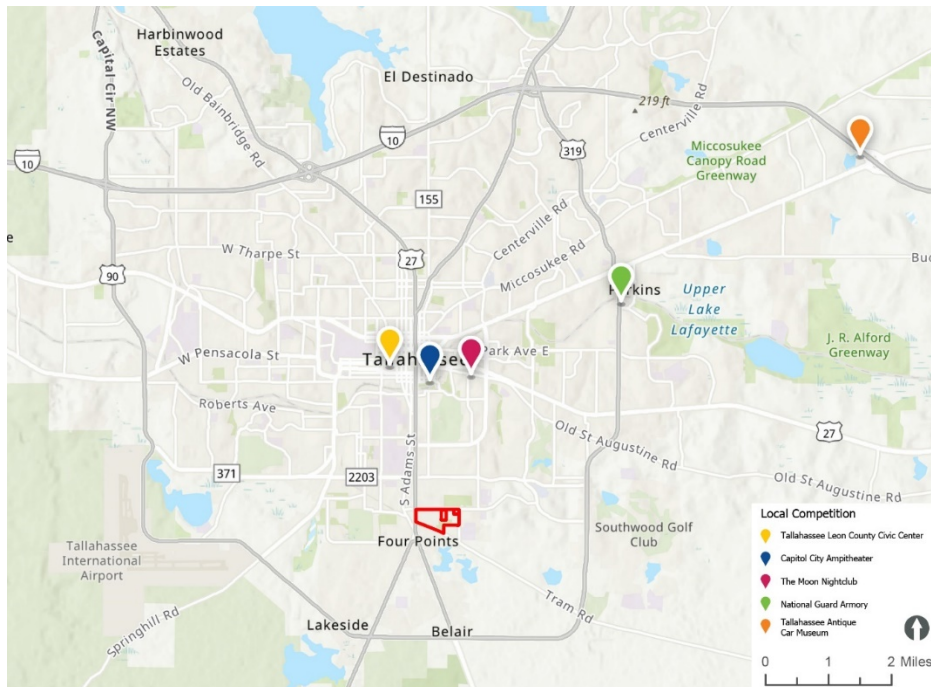 Harbinwood
Estates
Capital Cir NW
Old Bainbridge Rd
El Destinado
219 ft
Centerville Rd
10
10
319
Miccosukee
Canopy Road
Greenway
155
Centerville Rd
Miccosukee Rd
W Tharpe St
27
90
Upper
Lake
Lafayette
W Pensacola St
Park Ave E
J. R. Alford
Greenway
Roberts Ave
27
Old St Augustine Rd
371
2203
S Adams St
Old St Augustine Rd
Four Points
Southwood Golf
Club
Tallahassee
International
Airport
Tram Rd
Springhill Rd
Lakeside
Belair
Local Competition
Tallahassee Leon County Civic Center
Capitol City Ampitheater
The Moon Nightclub
National Guard Armory
Tallahassee Antique
Car Museum
0 1 2 Miles